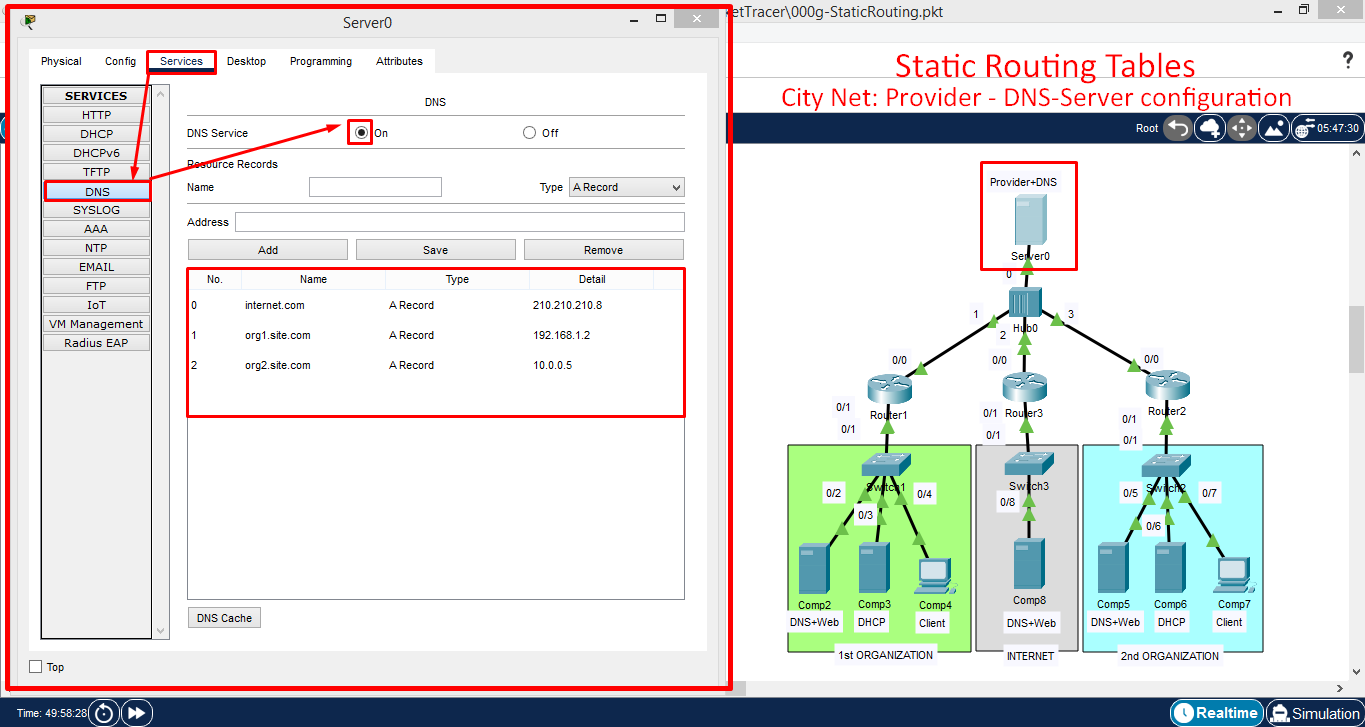 Server0
etTracer\000g-StaticRouting.pkt
Physical Config Services Desktop Programming Attributes
Static Routing Tables
City Net: Provider - DNS-Server configuration
?
SERVICES
HTTP
DHCP
DHCPv6
TFTP
DNS
SYSLOG
AAA
NTP
EMAIL
FTP
IoT
VM Management
Radius EAP
DNS
DNS Service On Off
Resource Records
Name Type A Record
Address
Add Save Remove
No. Name Type Detail
0 internet.com A Record 210.210.210.8
1 org1.site.com A Record 192.168.1.2
2 org2.site.com A Record 10.0.0.5
DNS Cache
Top
Root 05:47:30
Provider+DNS
Server0
0
1 3
Hub0
2
0/0 0/0 0/0
Router1 Router3 Router2
0/1 0/1 0/1
0/1 0/1 0/1
Switch1 Switch3 Switch2
0/2 0/4 0/8 0/5 0/7
0/3 0/6
Comp2 Comp3 Comp4 Comp8 Comp5 Comp6 Comp7
DNS+Web DHCP Client DNS+Web DNS+Web DHCP Client
1st ORGANIZATION INTERNET 2nd ORGANIZATION
Time: 49:58:28 Realtime Simulation